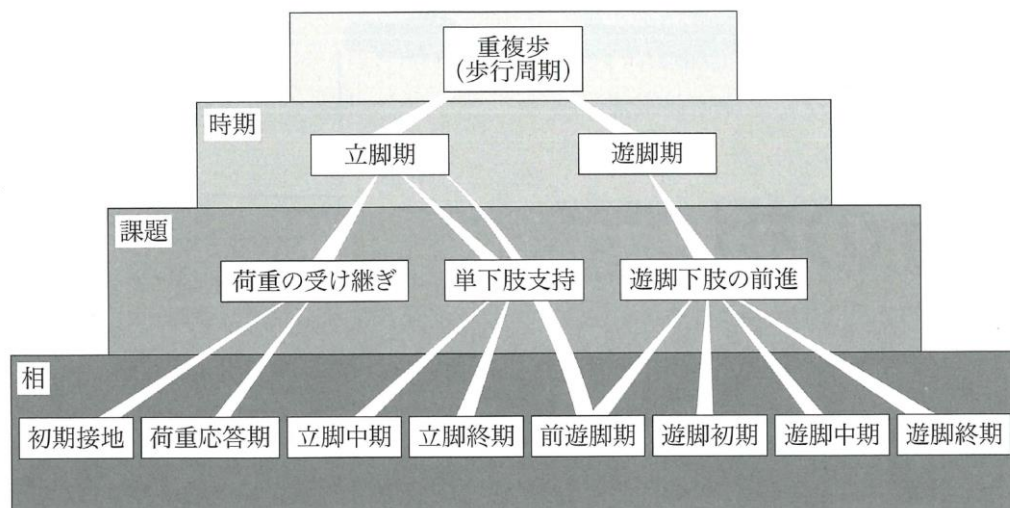 重複歩
(歩行周期)
時期
立脚期
遊脚期
課題
荷重の受け継ぎ
単下肢支持
遊脚下肢の前進
相
初期接地
荷重応答期
立脚中期
立脚終期
前遊脚期
遊脚初期
遊脚中期
遊脚終期